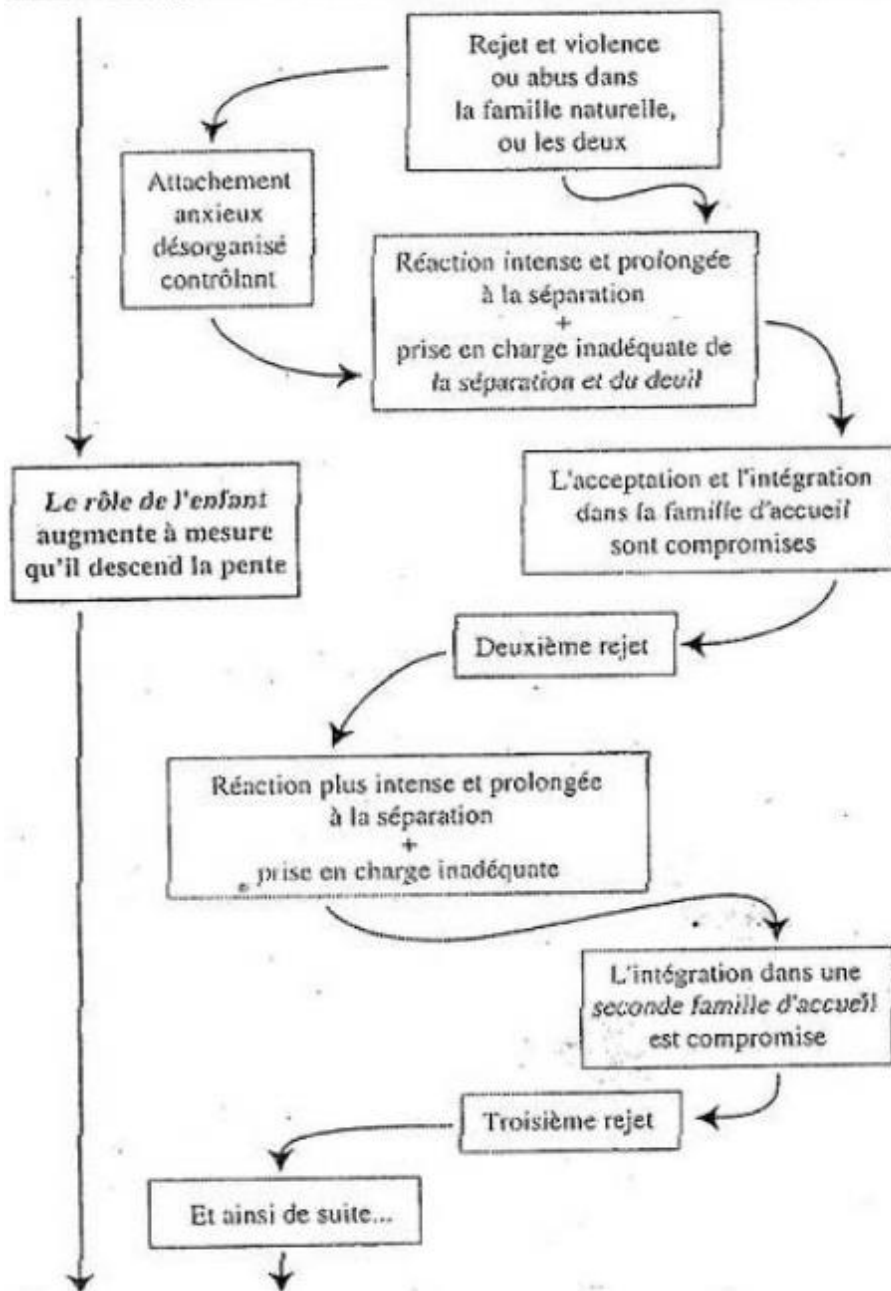 Rejet et violence
ou abus dans
la famille naturelle,
ou les deux
Attachement
anxieux
désorganisé
contrôlant
Réaction intense et prolongée
à la séparation
+
prise en charge inadéquate de
la séparation et du deuil
Le rôle de l'enfant
augmente à mesure
qu'il descend la pente
L'acceptation et l'intégration
dans la famille d'accueil
sont compromises
Deuxième rejet
Réaction plus intense et prolongée
à la séparation
+
prise en charge inadéquate
L'intégration dans une
seconde famille d'accueil
est compromise
Troisième rejet
Et ainsi de suite...